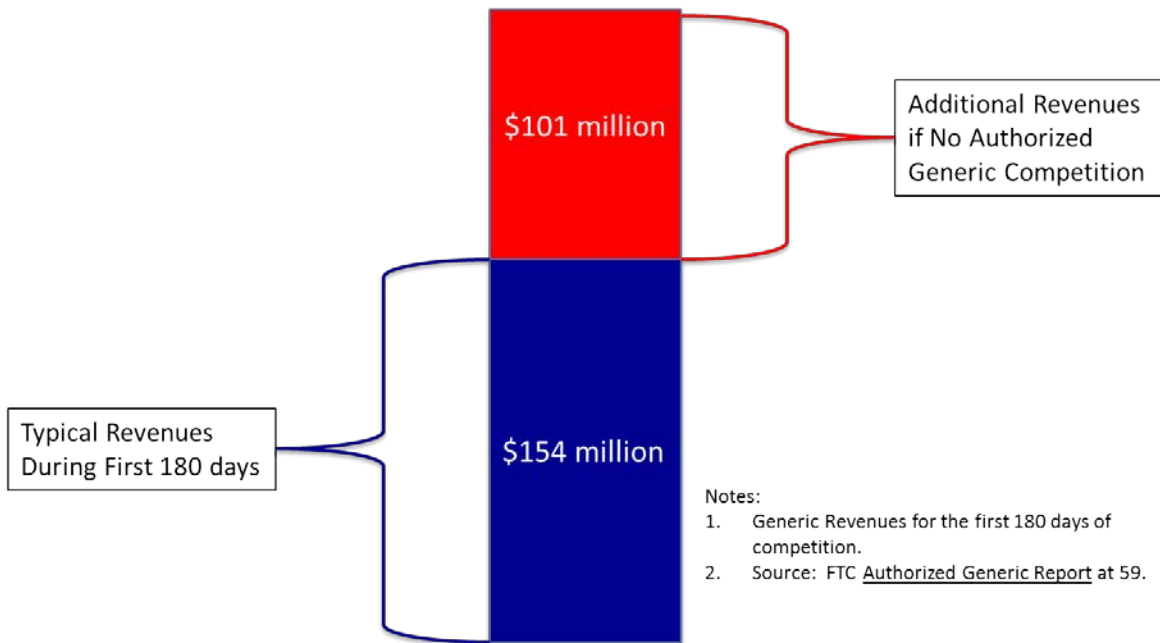 $101 million
Additional Revenues
if No Authorized
Generic Competition
Typical Revenues
During First 180 days
$154 million
Notes:
1. Generic Revenues for the first 180 days of
competition.
2. Source: FTC Authorized Generic Report at 59.